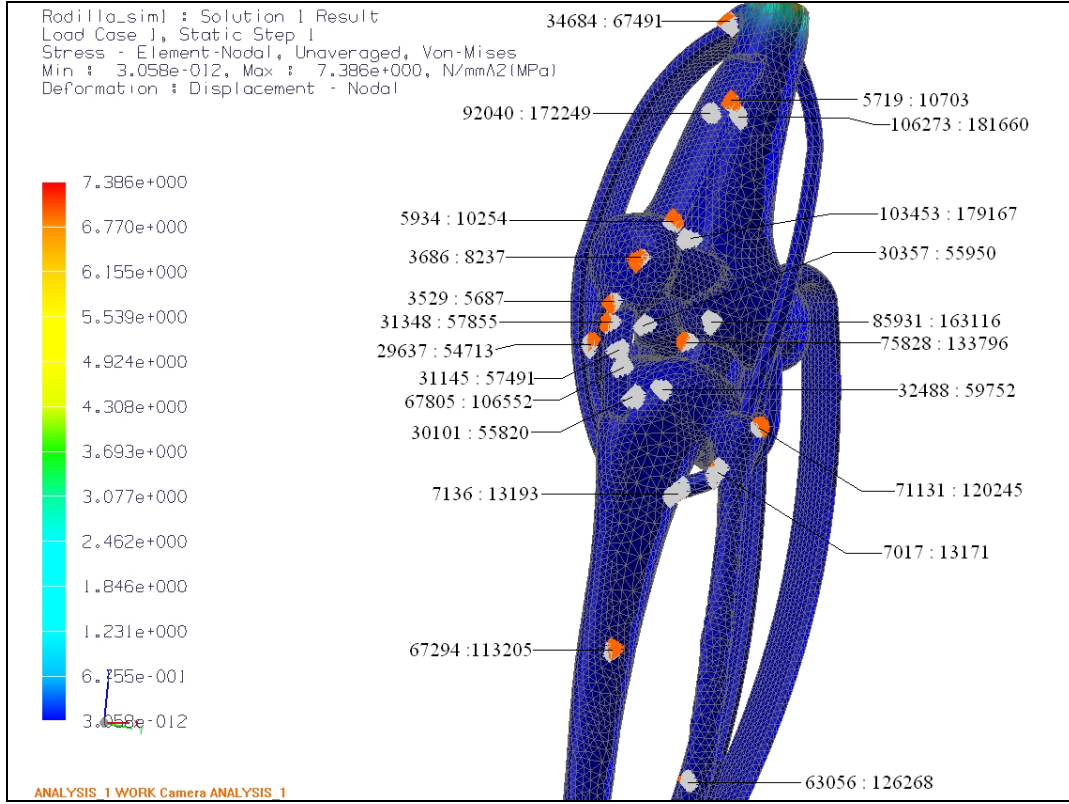 Rodilla_sim1 : Solution 1 Result
Load Case 1, Static Step 1
Stress - Element-Nodal, Unaveraged, Von-Mises
Min : 3.058e-012, Max : 7.386e+000, N/mm^2(MPa)
Deformation : Displacement - Nodal
34684 : 67491
5719 : 10703
92040 : 172249
106273 : 181660
7.386e+000
6.770e+000
6.155e+000
5.539e+000
4.924e+000
4.308e+000
3.693e+000
3.077e+000
2.462e+000
1.846e+000
1.231e+000
6.155e-001
3.058e-012
5934 : 10254
103453 : 179167
3686 : 8237
30357 : 55950
3529 : 5687
31348 : 57855
85931 : 163116
29637 : 54713
75828 : 133796
31145 : 57491
67805 : 106552
32488 : 59752
30101 : 55820
7136 : 13193
71131 : 120245
7017 : 13171
67294 :113205
63056 : 126268
Z
Y
ANALYSIS_1 WORK Camera ANALYSIS_1